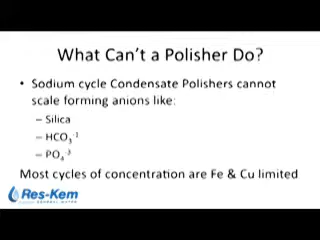 What Can't a Polisher Do?
• Sodium cycle Condensate Polishers cannot
scale forming anions like:
– Silica
– HCO₃⁻¹
– PO₄⁻³
Most cycles of concentration are Fe & Cu limited
Res-Kem